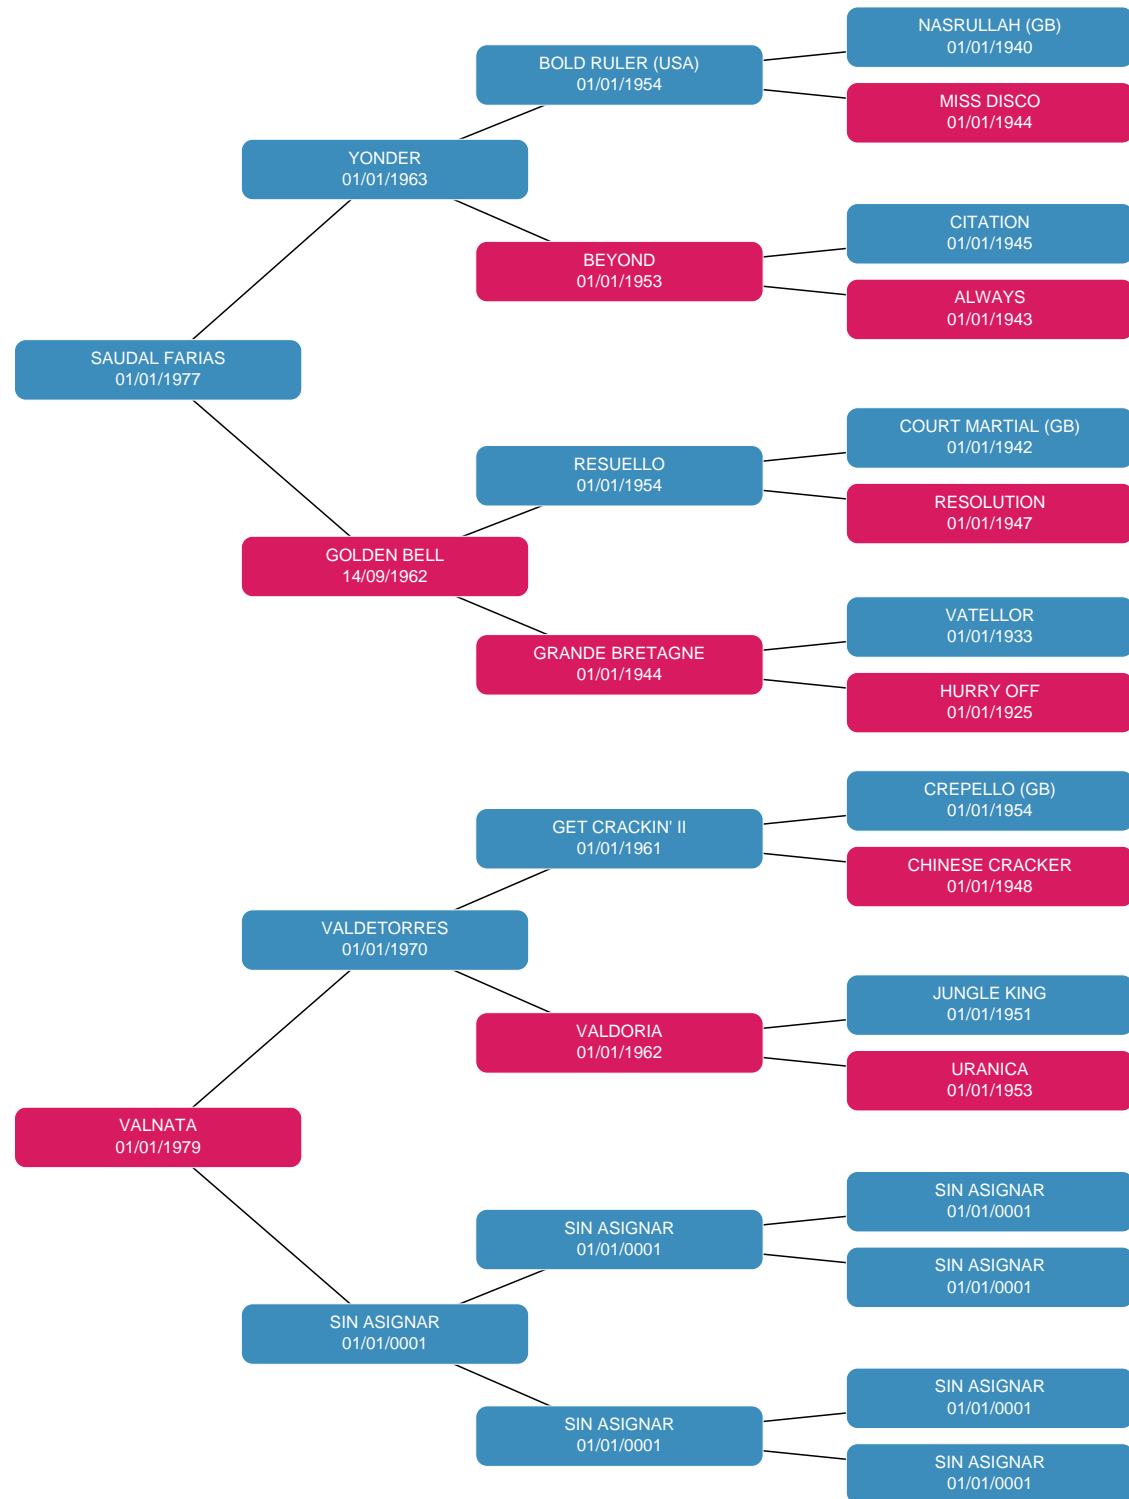 NASRULLAH (GB)
01/01/1940
BOLD RULER (USA)
01/01/1954
MISS DISCO
01/01/1944
YONDER
01/01/1963
CITATION
01/01/1945
BEYOND
01/01/1953
ALWAYS
01/01/1943
SAUDAL FARIAS
01/01/1977
COURT MARTIAL (GB)
01/01/1942
RESUELLO
01/01/1954
RESOLUTION
01/01/1947
GOLDEN BELL
14/09/1962
VATELLOR
01/01/1933
GRANDE BRETAGNE
01/01/1944
HURRY OFF
01/01/1925
CREPELLO (GB)
01/01/1954
GET CRACKIN' II
01/01/1961
CHINESE CRACKER
01/01/1948
VALDETORRES
01/01/1970
JUNGLE KING
01/01/1951
VALDORIA
01/01/1962
URANICA
01/01/1953
VALNATA
01/01/1979
SIN ASIGNAR
01/01/0001
SIN ASIGNAR
01/01/0001
SIN ASIGNAR
01/01/0001
SIN ASIGNAR
01/01/0001
SIN ASIGNAR
01/01/0001
SIN ASIGNAR
01/01/0001
SIN ASIGNAR
01/01/0001